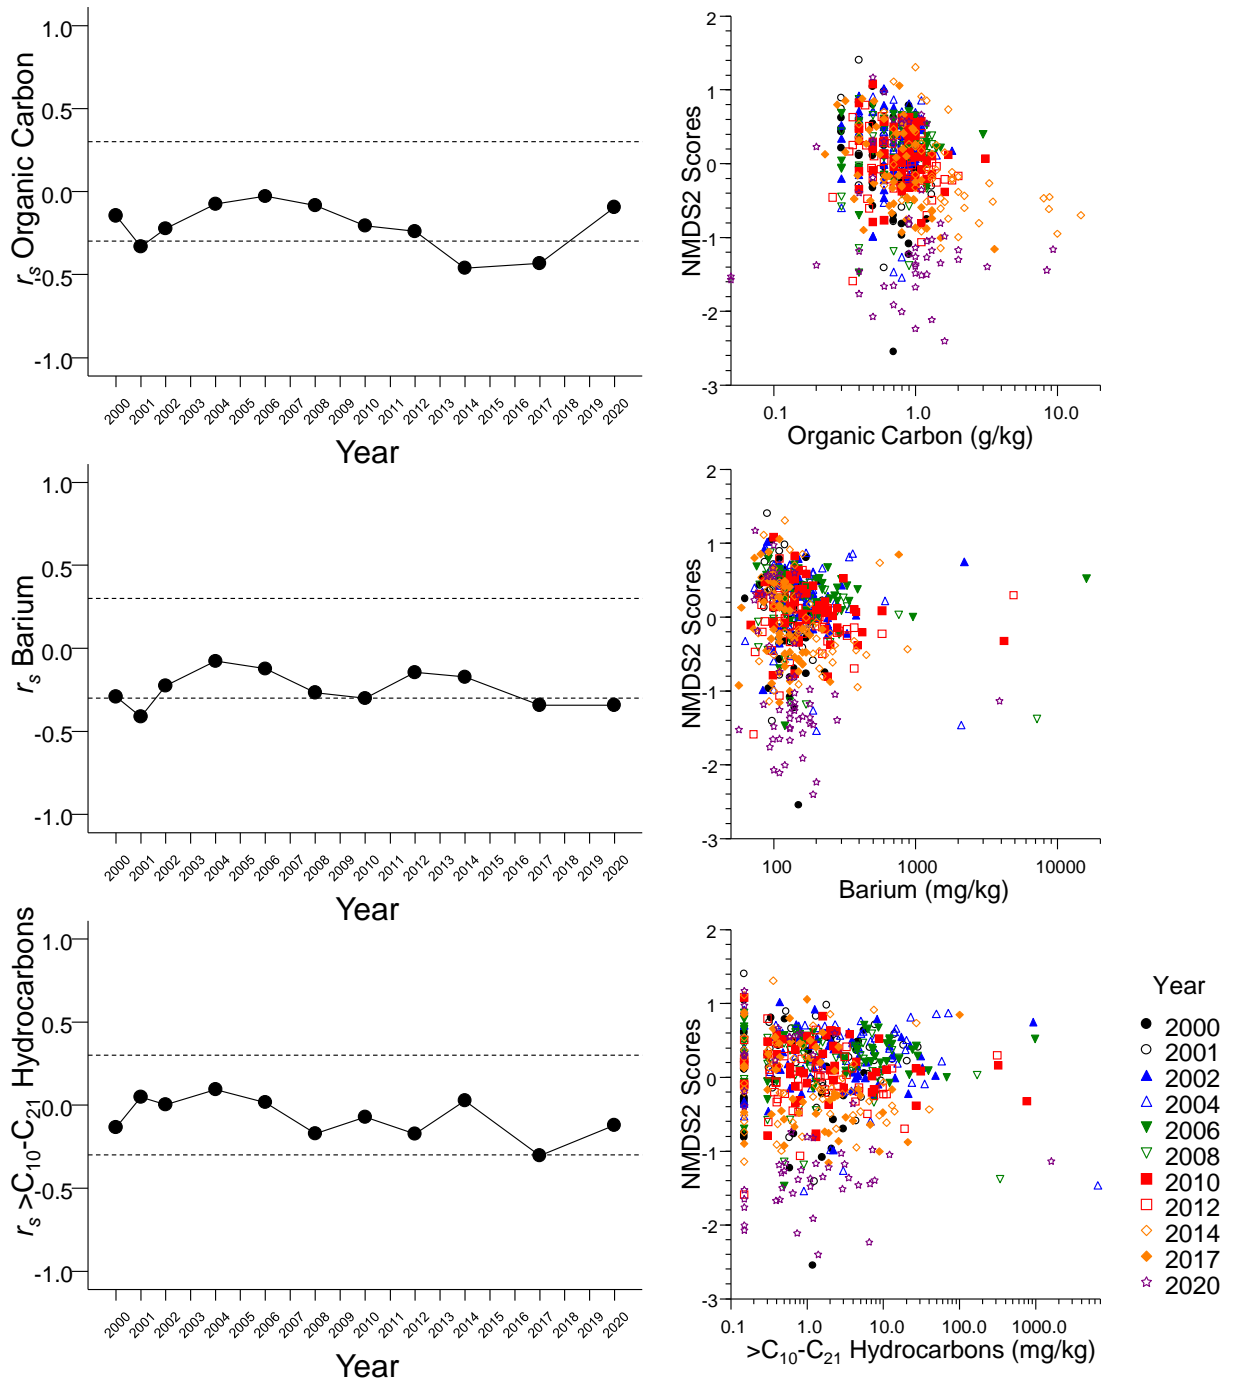 1.0
0.5
0.0
-0.5
-1.0
rs Organic Carbon
2000 2001 2002 2003 2004 2005 2006 2007 2008 2009 2010 2011 2012 2013 2014 2015 2016 2017 2018 2019 2020
Year
2
1
0
-1
-2
-3
NMDS2 Scores
0.1 1.0 10.0
Organic Carbon (g/kg)
1.0
0.5
0.0
-0.5
-1.0
rs Barium
2000 2001 2002 2003 2004 2005 2006 2007 2008 2009 2010 2011 2012 2013 2014 2015 2016 2017 2018 2019 2020
Year
2
1
0
-1
-2
-3
NMDS2 Scores
100 1000 10000
Barium (mg/kg)
1.0
0.5
0.0
-0.5
-1.0
rs >C10-C21 Hydrocarbons
2000 2001 2002 2003 2004 2005 2006 2007 2008 2009 2010 2011 2012 2013 2014 2015 2016 2017 2018 2019 2020
Year
2
1
0
-1
-2
-3
NMDS2 Scores
0.1 1.0 10.0 100.0 1000.0
>C10-C21 Hydrocarbons (mg/kg)
Year
2000
2001
2002
2004
2006
2008
2010
2012
2014
2017
2020